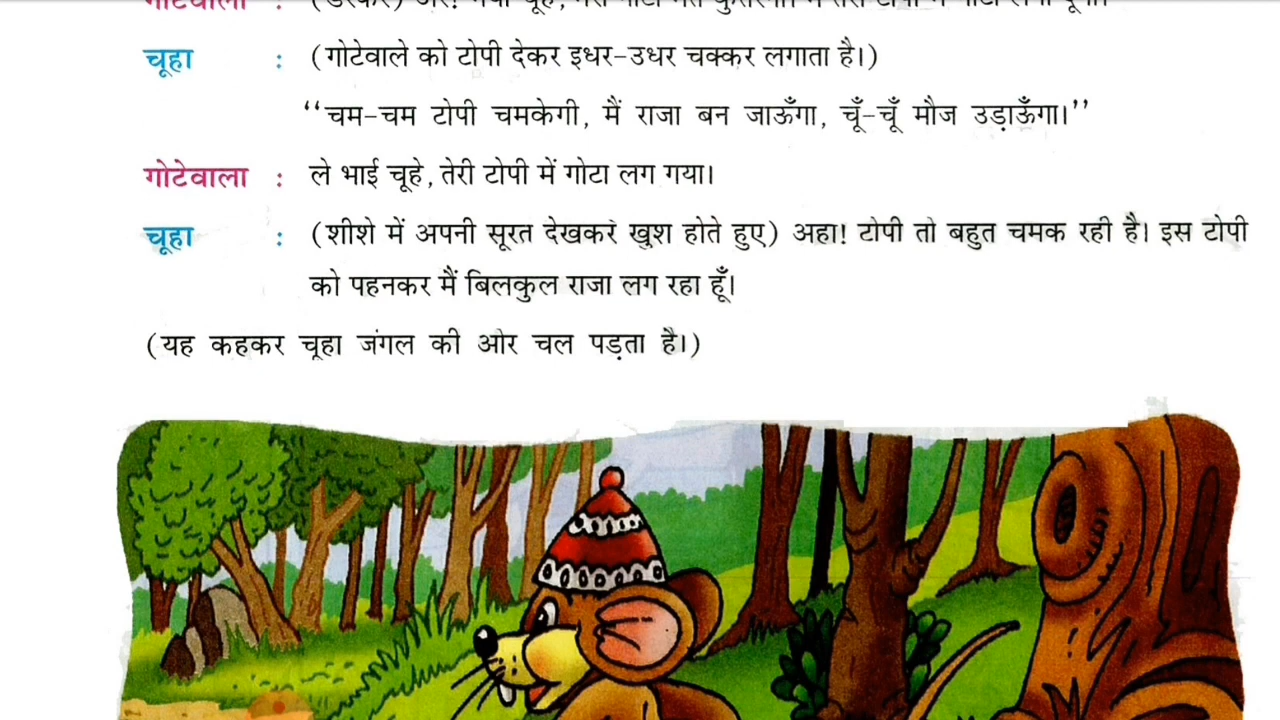 चूहा : (गोटेवाले को टोपी देकर इधर-उधर चक्कर लगाता है।)
“चम-चम टोपी चमकेगी, मैं राजा बन जाऊँगा, चूँ-चूँ मौज उड़ाऊँगा।”
गोटेवाला : ले भाई चूहे, तेरी टोपी में गोटा लग गया।
चूहा : (शीशे में अपनी सूरत देखकर खुश होते हुए) अहा! टोपी तो बहुत चमक रही है। इस टोपी
को पहनकर मैं बिलकुल राजा लग रहा हूँ।
(यह कहकर चूहा जंगल की ओर चल पड़ता है।)